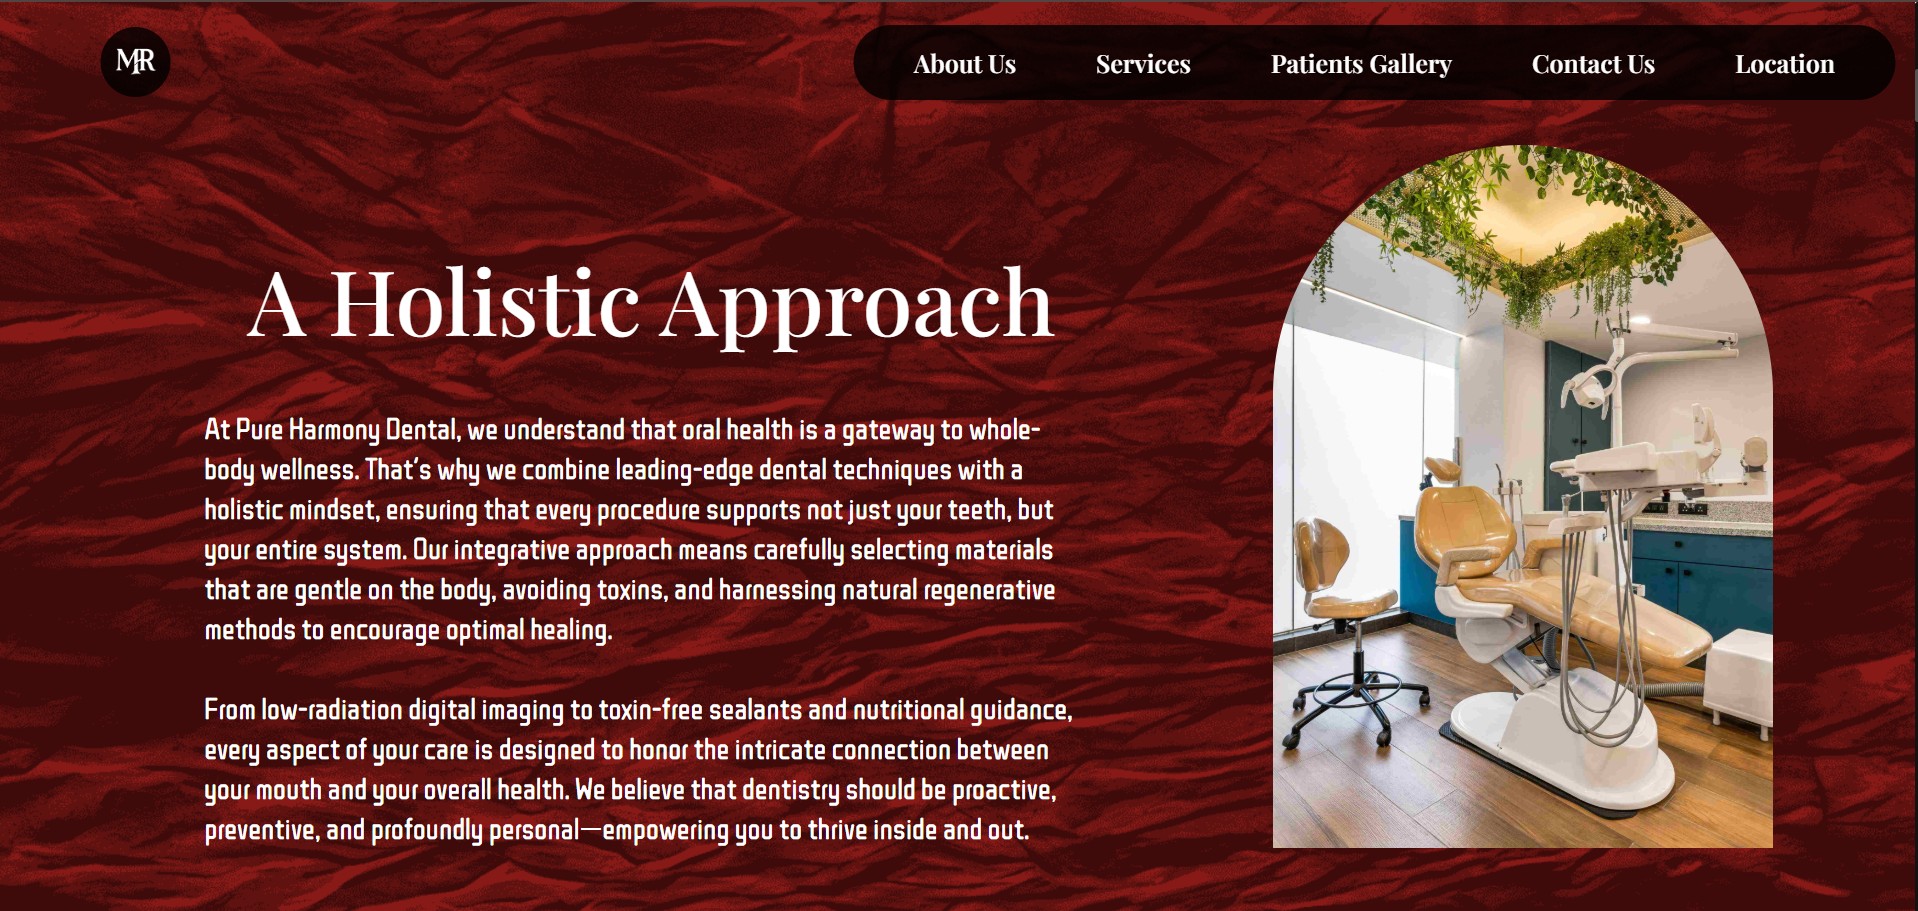 MR
About Us
Services
Patients Gallery
Contact Us
Location
A Holistic Approach
At Pure Harmony Dental, we understand that oral health is a gateway to whole-
body wellness. That's why we combine leading-edge dental techniques with a
holistic mindset, ensuring that every procedure supports not just your teeth, but
your entire system. Our integrative approach means carefully selecting materials
that are gentle on the body, avoiding toxins, and harnessing natural regenerative
methods to encourage optimal healing.
From low-radiation digital imaging to toxin-free sealants and nutritional guidance,
every aspect of your care is designed to honor the intricate connection between
your mouth and your overall health. We believe that dentistry should be proactive,
preventive, and profoundly personal—empowering you to thrive inside and out.